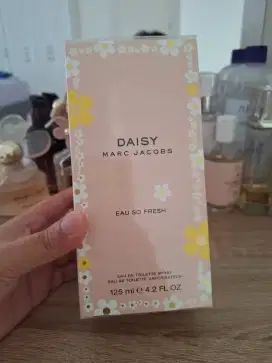 DAISY
MARC JACOBS
EAU SO FRESH
EAU DE TOILETTE SPRAY
EAU DE TOILETTE VAPORISATEUR
125 ml ℮ 4.2 FL OZ